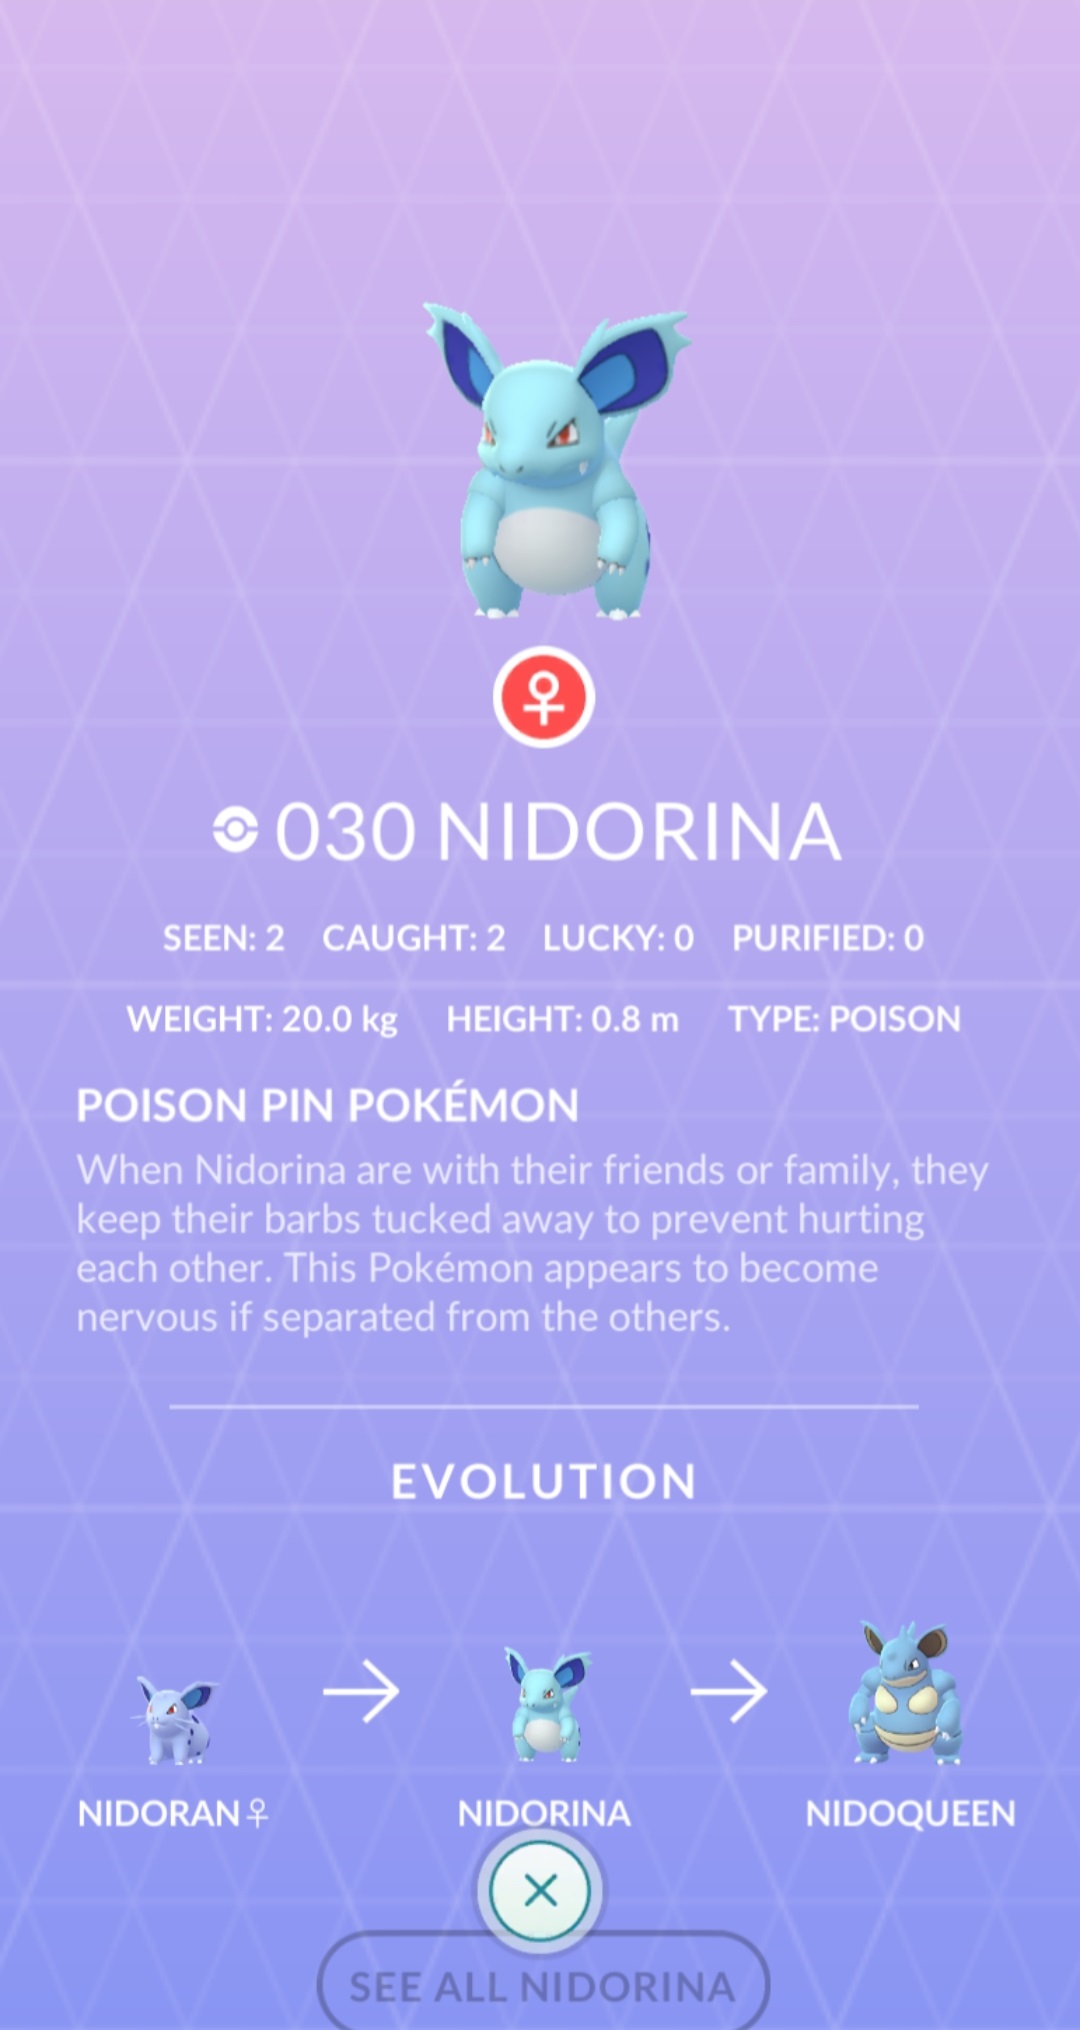 030 NIDORINA
SEEN: 2 CAUGHT: 2 LUCKY: 0 PURIFIED: 0
WEIGHT: 20.0 kg HEIGHT: 0.8 m TYPE: POISON
POISON PIN POKÉMON
When Nidorina are with their friends or family, they
keep their barbs tucked away to prevent hurting
each other. This Pokémon appears to become
nervous if separated from the others.
EVOLUTION
NIDORAN♀ NIDORINA NIDOQUEEN
SEE ALL NIDORINA